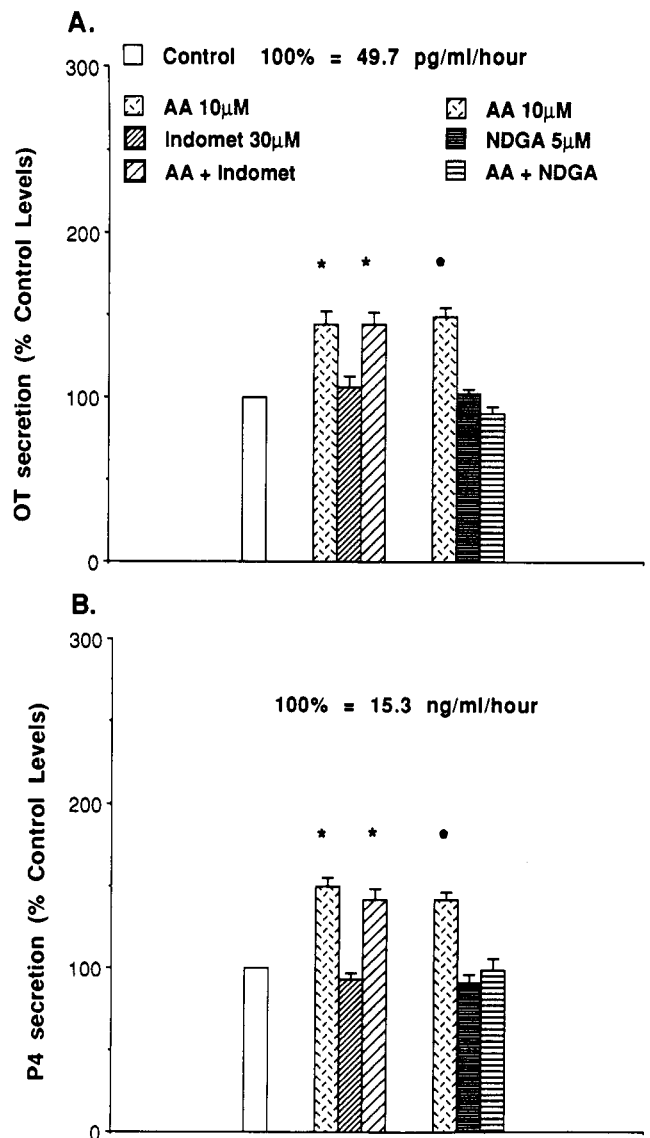 A.
Control 100% = 49.7 pg/ml/hour
AA 10μM
Indomet 30μM
AA + Indomet
AA 10μM
NDGA 5μM
AA + NDGA
300
200
100
0
OT secretion (% Control Levels)
* * •
B.
100% = 15.3 ng/ml/hour
300
200
100
0
P4 secretion (% Control Levels)
* * •